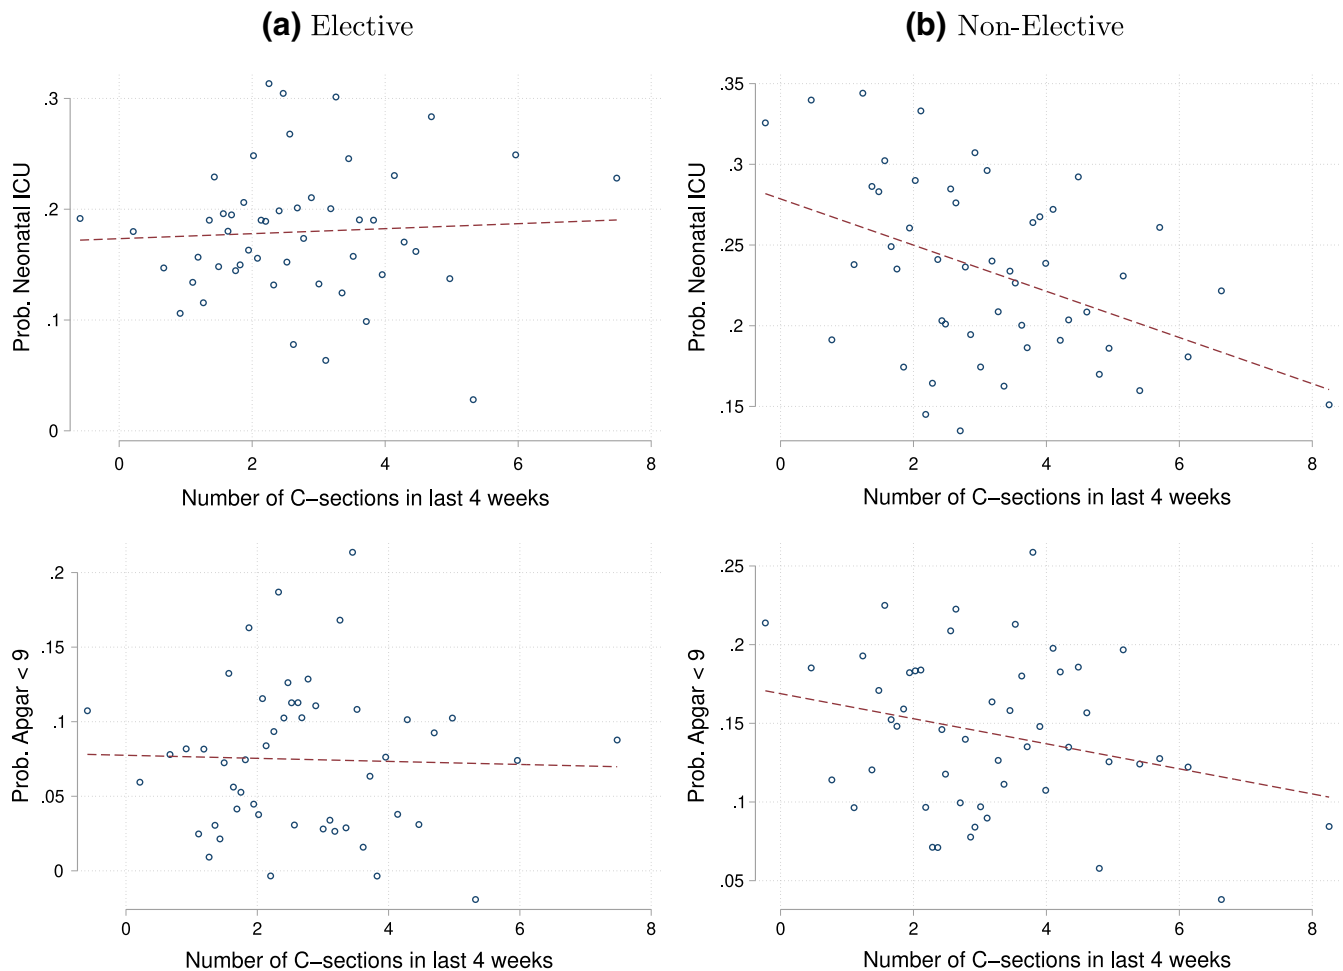 (a) Elective
(b) Non-Elective
Prob. Neonatal ICU
.3
.2
.1
0
0 2 4 6 8
Number of C−sections in last 4 weeks
Prob. Neonatal ICU
.35
.3
.25
.2
.15
0 2 4 6 8
Number of C−sections in last 4 weeks
Prob. Apgar < 9
.2
.15
.1
.05
0
0 2 4 6 8
Number of C−sections in last 4 weeks
Prob. Apgar < 9
.25
.2
.15
.1
.05
0 2 4 6 8
Number of C−sections in last 4 weeks